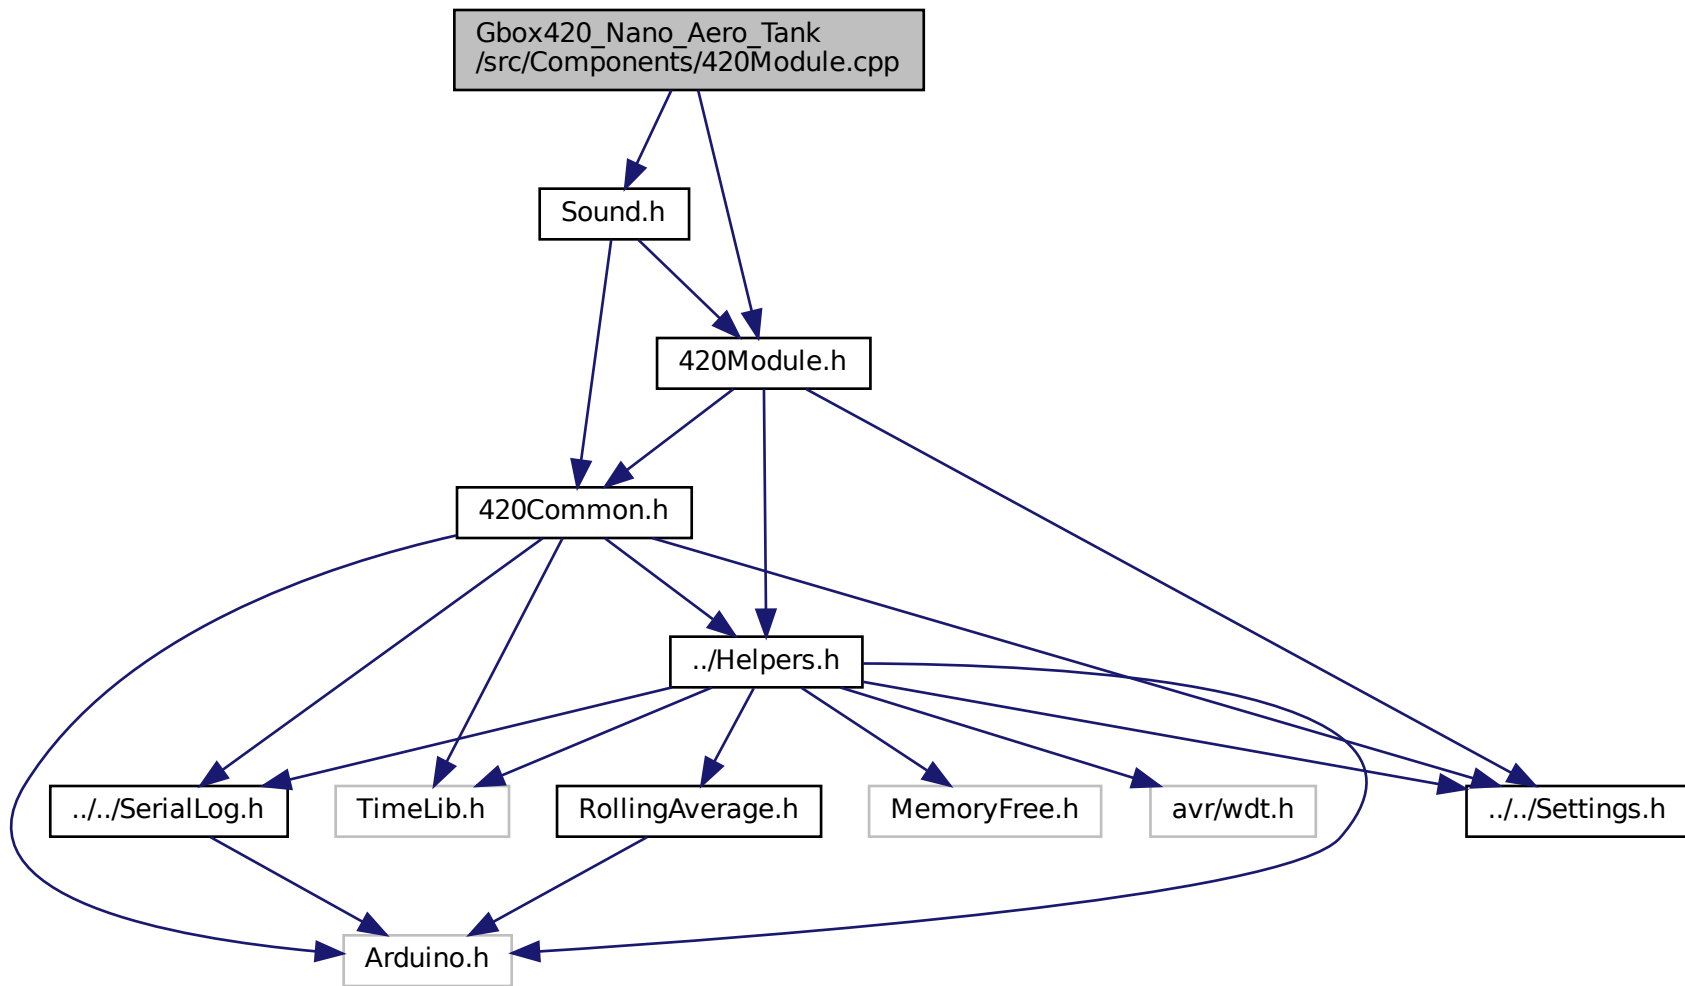 Gbox420_Nano_Aero_Tank
/src/Components/420Module.cpp
Sound.h
420Module.h
420Common.h
../Helpers.h
../../SerialLog.h
TimeLib.h
RollingAverage.h
MemoryFree.h
avr/wdt.h
../../Settings.h
Arduino.h